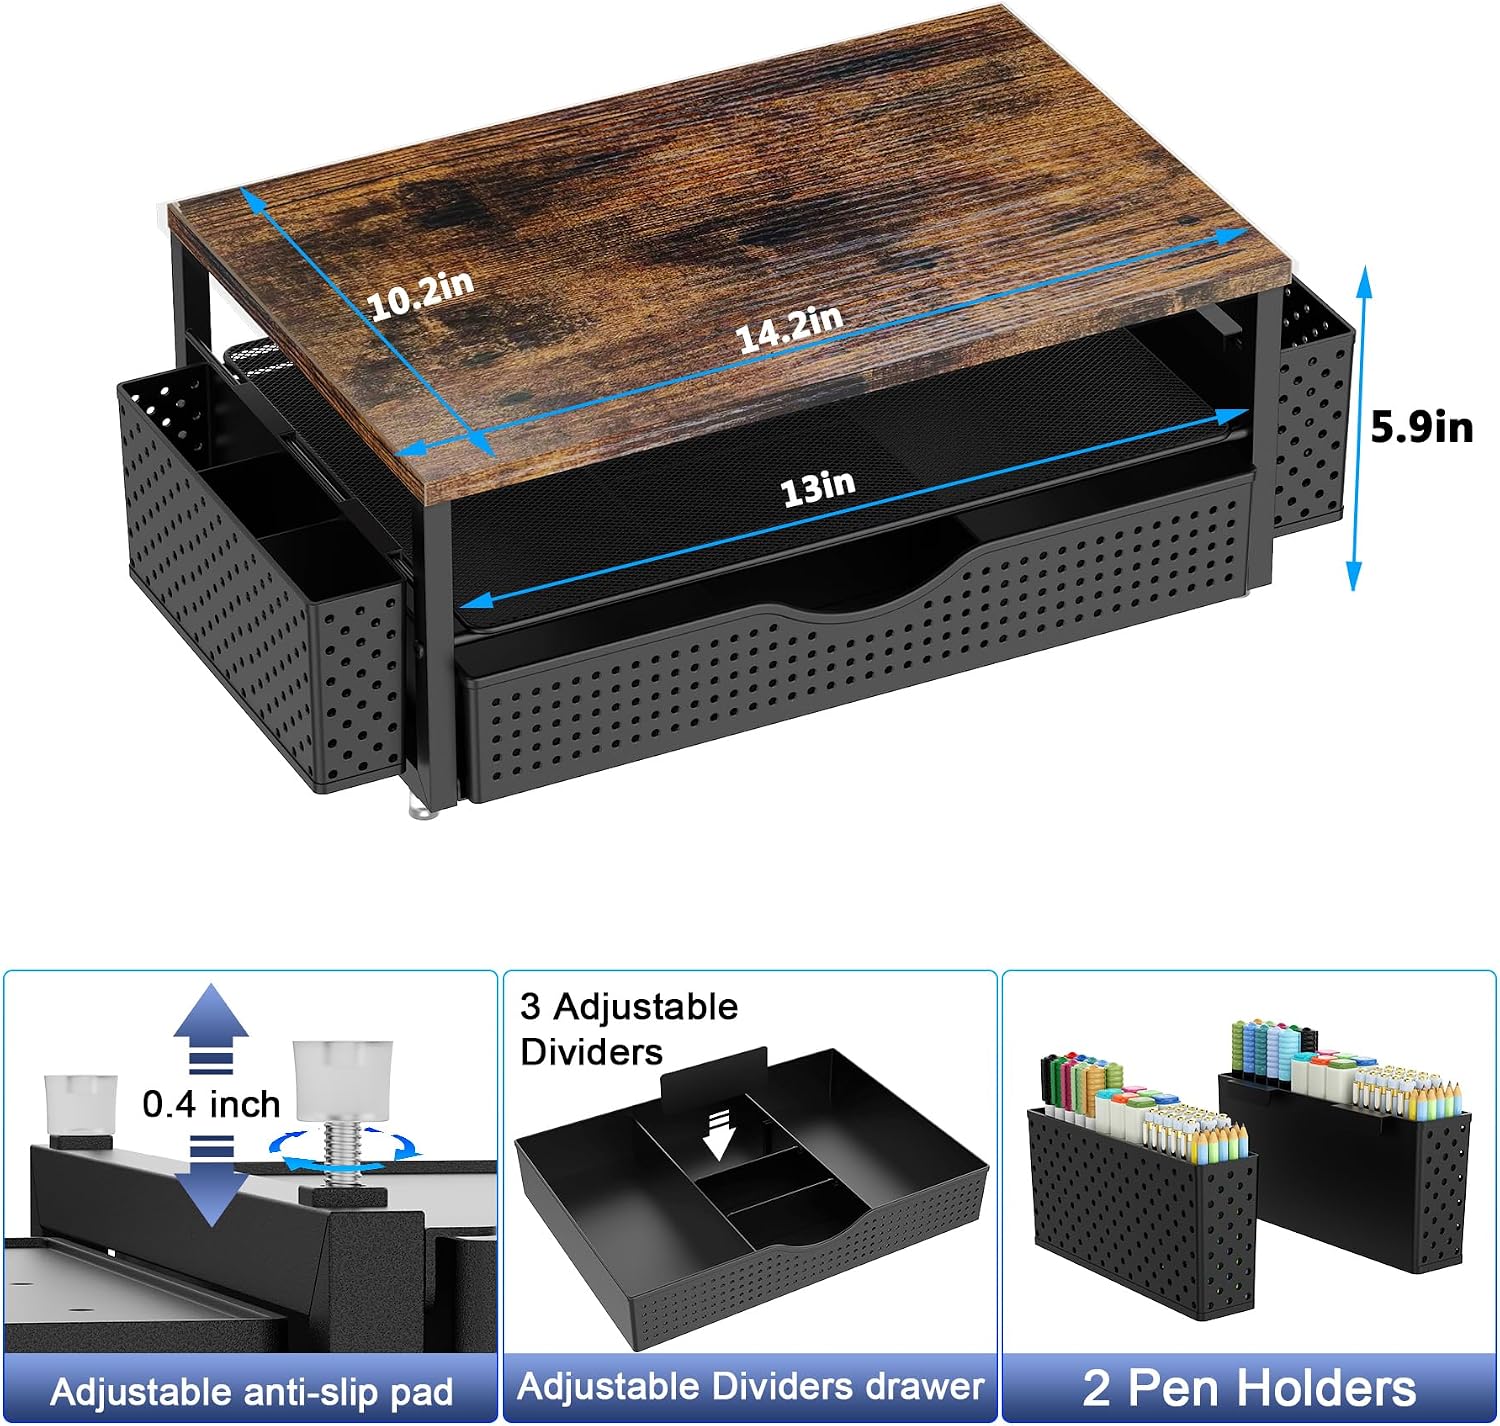 10.2in
14.2in
13in
5.9in
0.4 inch
Adjustable anti-slip pad
3 Adjustable
Dividers
Adjustable Dividers drawer
2 Pen Holders